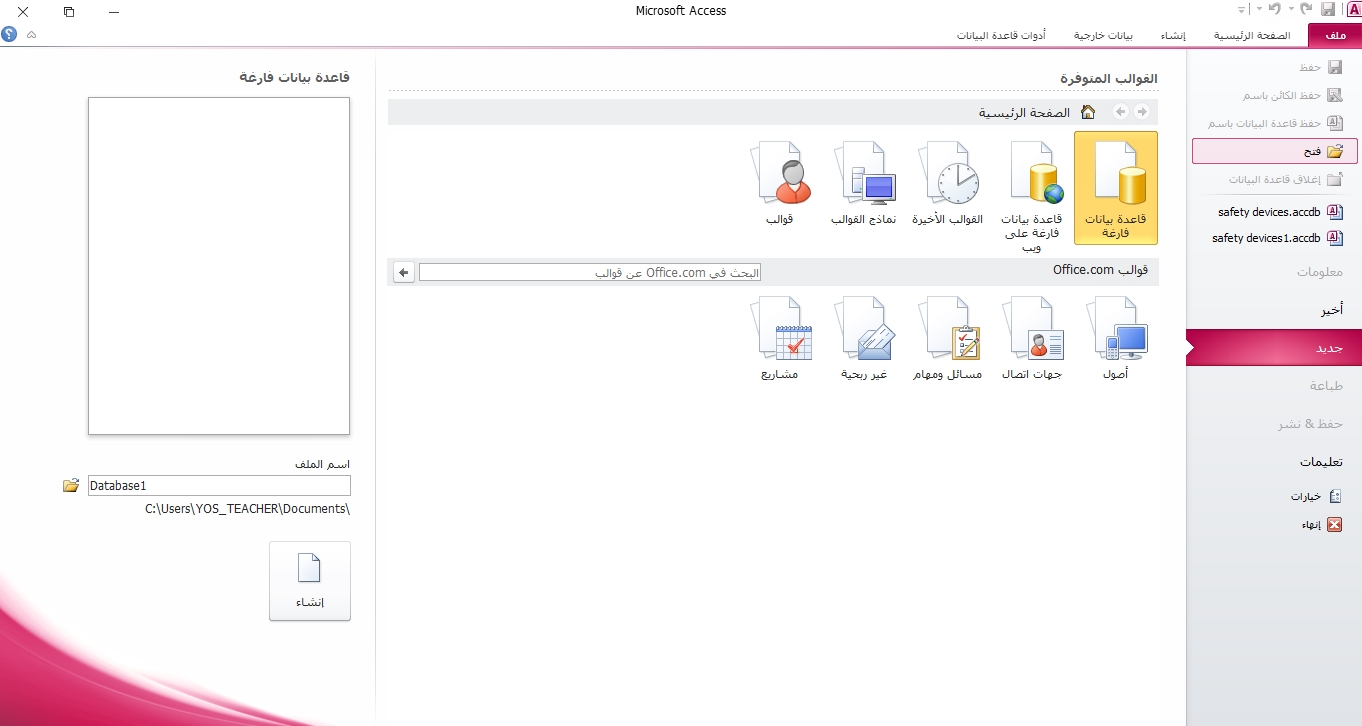 Microsoft Access
ملف
الصفحة الرئيسية
إنشاء
بيانات خارجية
أدوات قاعدة البيانات
حفظ
حفظ الكائن باسم
حفظ قاعدة البيانات باسم
فتح
إغلاق قاعدة البيانات
safety devices.accdb
safety devices1.accdb
معلومات
أخير
جديد
طباعة
حفظ & نشر
تعليمات
خيارات
إنهاء
القوالب المتوفرة
الصفحة الرئيسية
قاعدة بيانات
فارغة
قاعدة بيانات
فارغة على
ويب
القوالب الأخيرة
نماذج القوالب
قوالب
قوالب Office.com
البحث في Office.com عن قوالب
أصول
جهات اتصال
مسائل ومهام
غير ربحية
مشاريع
قاعدة بيانات فارغة
اسم الملف
Database1
C:\Users\YOS_TEACHER\Documents\
إنشاء